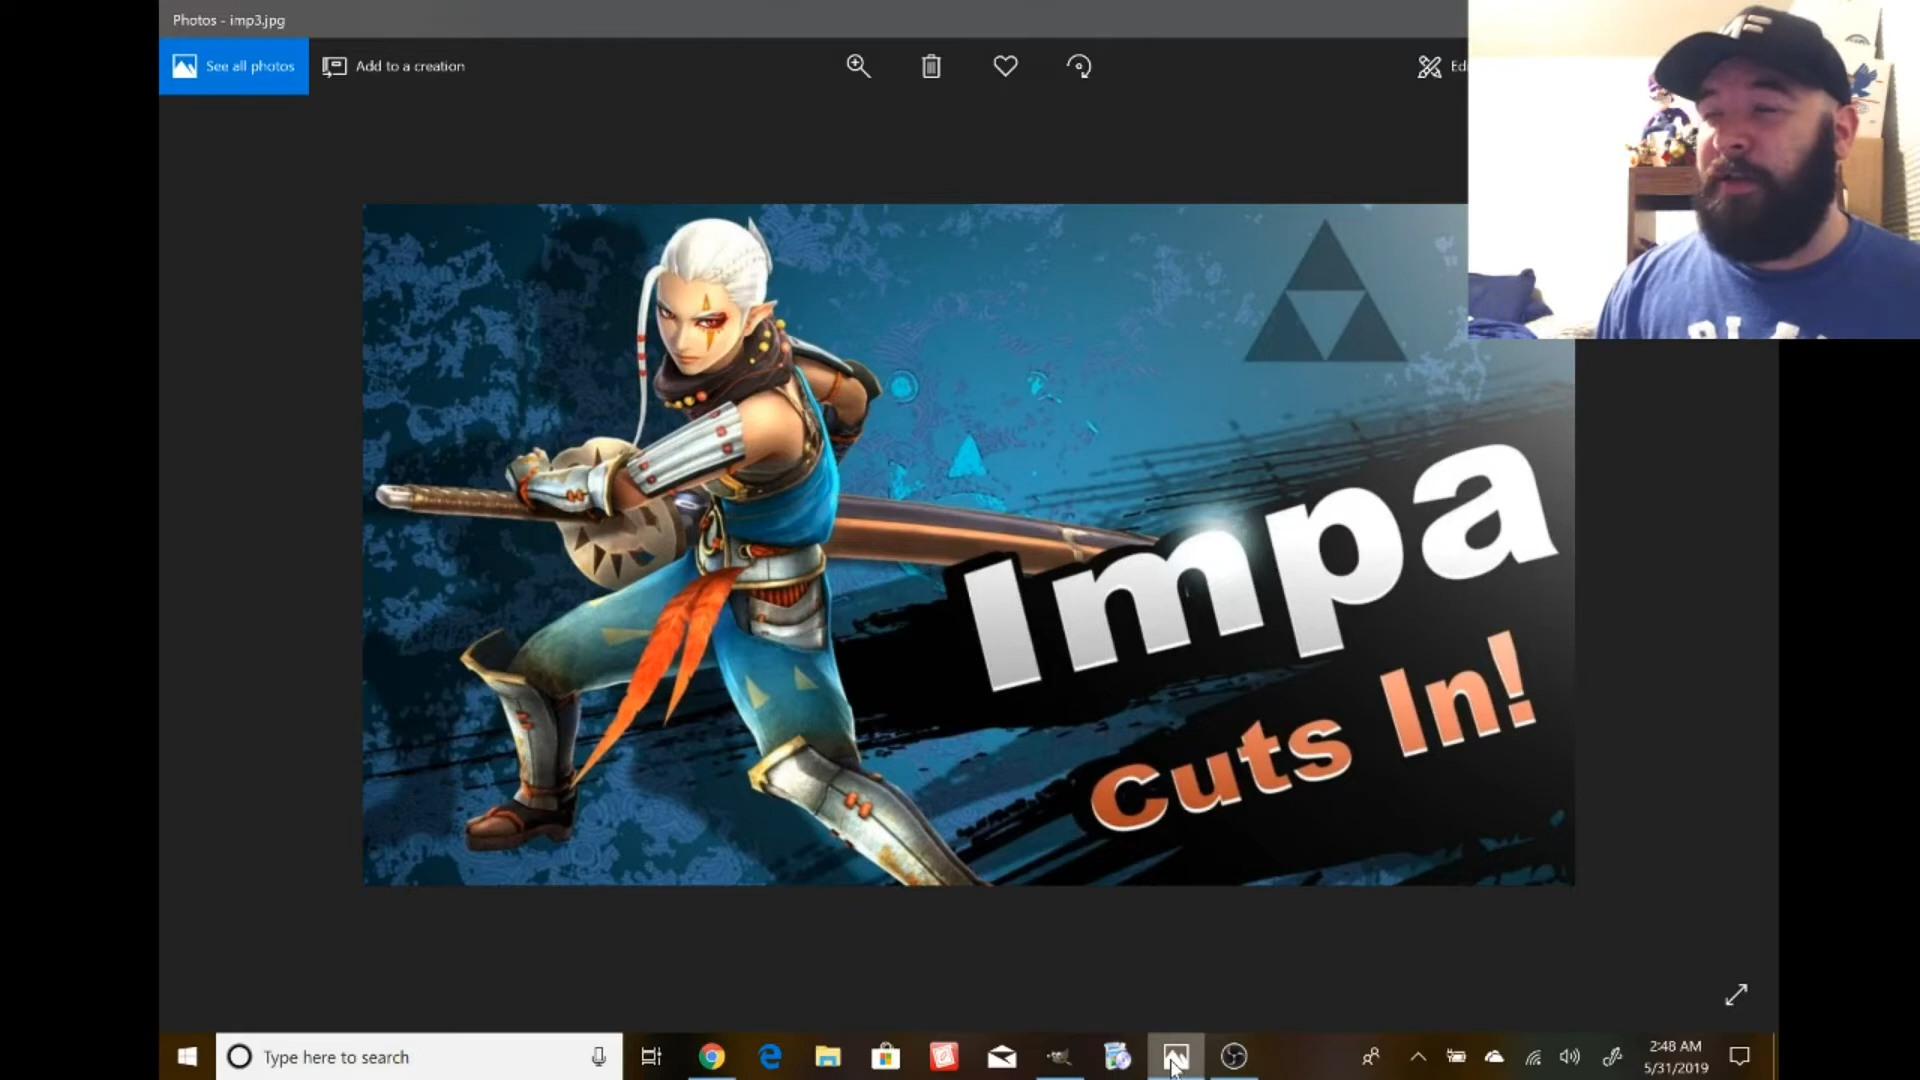 Photos - imp3.jpg
See all photos
Add to a creation
Impa
Cuts In!
Type here to search
2:48 AM
5/31/2019